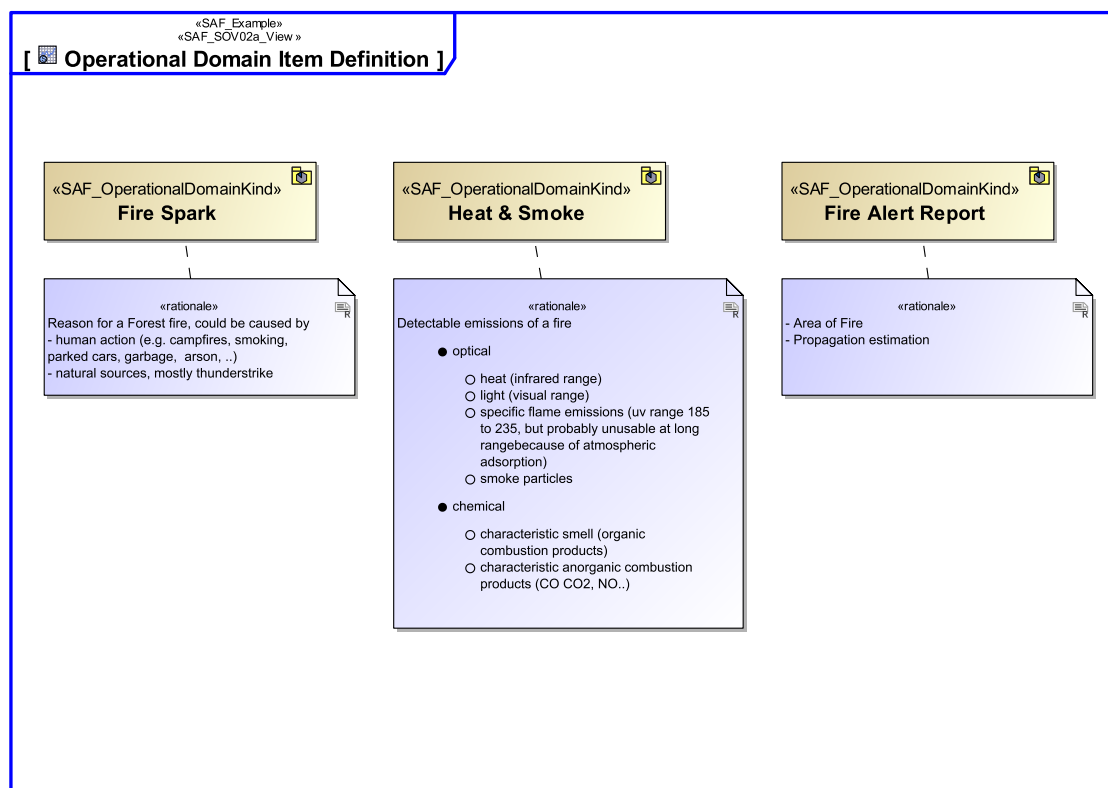 «SAF_Example»
«SAF_SOV02a_View »
[ Operational Domain Item Definition ]
«SAF_OperationalDomainKind»
Fire Spark
«rationale»
Reason for a Forest fire, could be caused by
- human action (e.g. campfires, smoking,
parked cars, garbage, arson, ..)
- natural sources, mostly thunderstrike
R
«SAF_OperationalDomainKind»
Heat & Smoke
«rationale»
Detectable emissions of a fire
● optical
○ heat (infrared range)
○ light (visual range)
○ specific flame emissions (uv range 185
to 235, but probably unusable at long
rangebecause of atmospheric
adsorption)
○ smoke particles
● chemical
○ characteristic smell (organic
combustion products)
○ characteristic anorganic combustion
products (CO CO2, NO..)
R
«SAF_OperationalDomainKind»
Fire Alert Report
«rationale»
- Area of Fire
- Propagation estimation
R